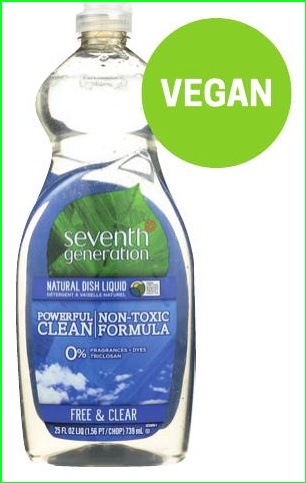 VEGAN
seventh
generation
NATURAL DISH LIQUID
DÉTERGENT À VAISSELLE NATUREL
POWERFUL CLEAN
NON-TOXIC FORMULA
0% FRAGRANCES • DYES
TRICLOSAN
FREE & CLEAR
25 FL OZ LIQ (1.56 PT / CHOP) 739 mL